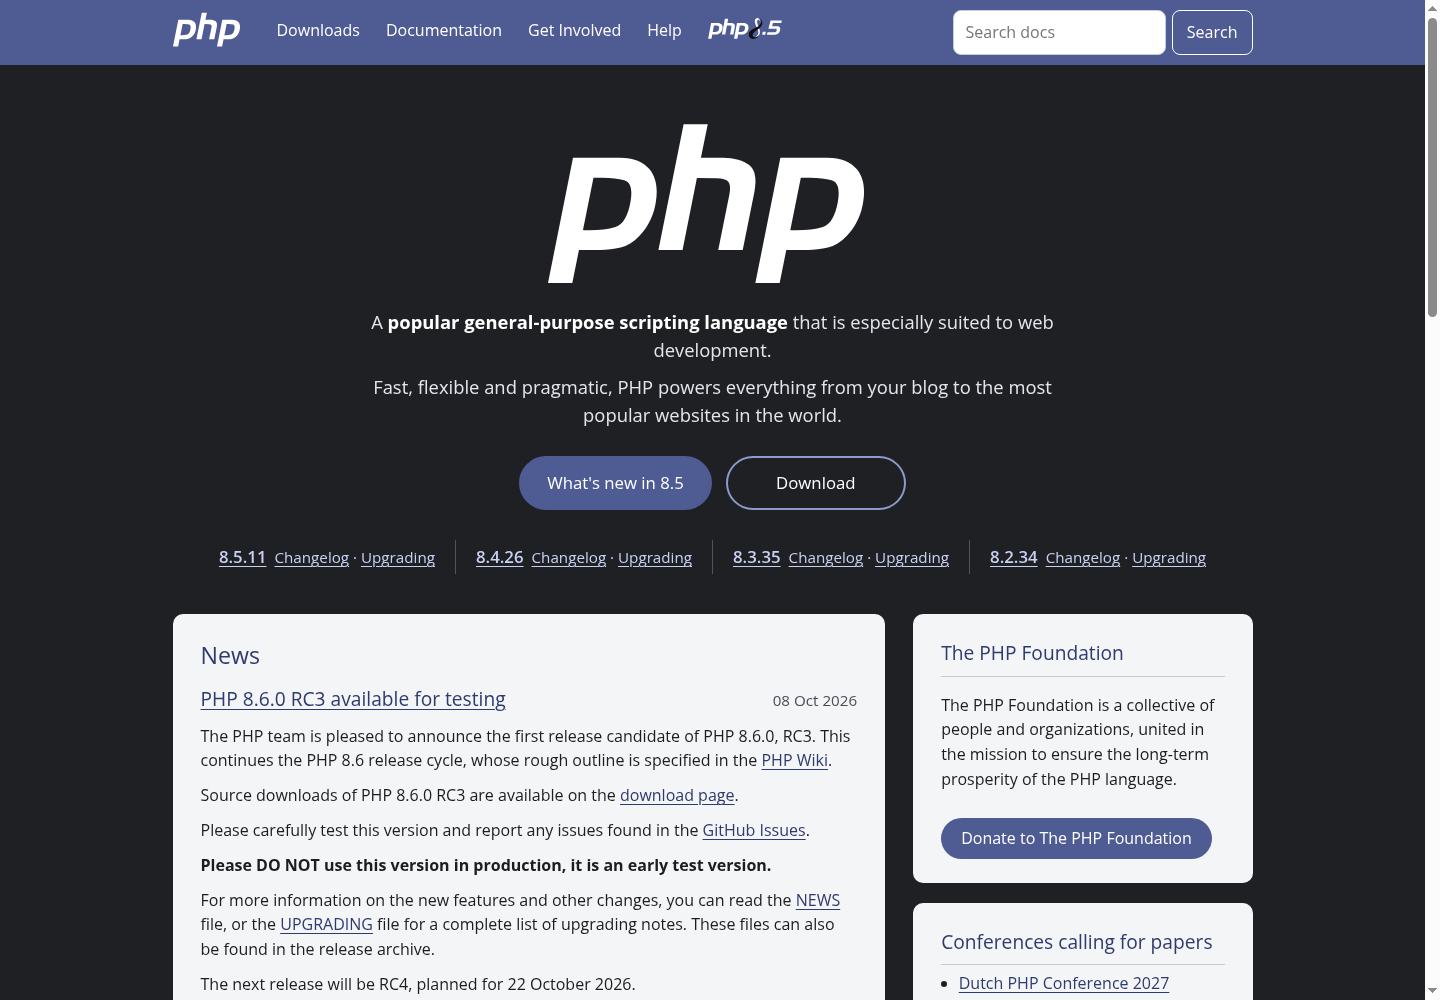 php Downloads Documentation Get Involved Help php8.5 Search docs Search
php
A popular general-purpose scripting language that is especially suited to web
development.
Fast, flexible and pragmatic, PHP powers everything from your blog to the most
popular websites in the world.
What's new in 8.5 Download
8.5.11 Changelog · Upgrading 8.4.26 Changelog · Upgrading 8.3.35 Changelog · Upgrading 8.2.34 Changelog · Upgrading
News
PHP 8.6.0 RC3 available for testing 08 Oct 2026
The PHP team is pleased to announce the first release candidate of PHP 8.6.0, RC3. This
continues the PHP 8.6 release cycle, whose rough outline is specified in the PHP Wiki.
Source downloads of PHP 8.6.0 RC3 are available on the download page.
Please carefully test this version and report any issues found in the GitHub Issues.
Please DO NOT use this version in production, it is an early test version.
For more information on the new features and other changes, you can read the NEWS
file, or the UPGRADING file for a complete list of upgrading notes. These files can also
be found in the release archive.
The next release will be RC4, planned for 22 October 2026.
The PHP Foundation
The PHP Foundation is a collective of
people and organizations, united in
the mission to ensure the long-term
prosperity of the PHP language.
Donate to The PHP Foundation
Conferences calling for papers
Dutch PHP Conference 2027